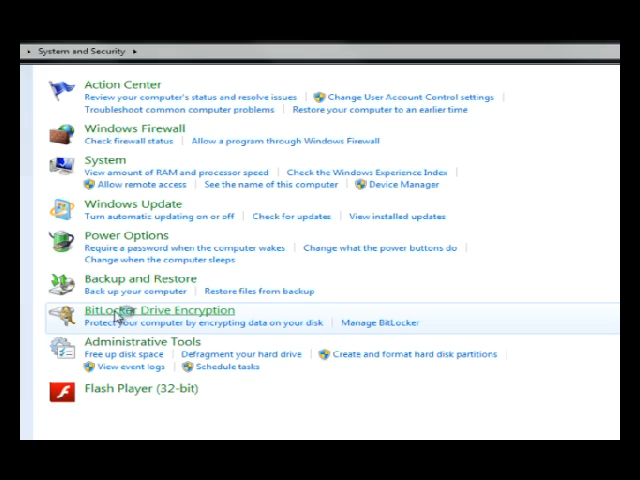 System and Security
Action Center
Review your computer's status and resolve issues Change User Account Control settings
Troubleshoot common computer problems Restore your computer to an earlier time
Windows Firewall
Check firewall status Allow a program through Windows Firewall
System
View amount of RAM and processor speed Check the Windows Experience Index
Allow remote access See the name of this computer Device Manager
Windows Update
Turn automatic updating on or off Check for updates View installed updates
Power Options
Require a password when the computer wakes Change what the power buttons do
Change when the computer sleeps
Backup and Restore
Back up your computer Restore files from backup
BitLocker Drive Encryption
Protect your computer by encrypting data on your disk Manage BitLocker
Administrative Tools
Free up disk space Defragment your hard drive Create and format hard disk partitions
View event logs Schedule tasks
Flash Player (32-bit)